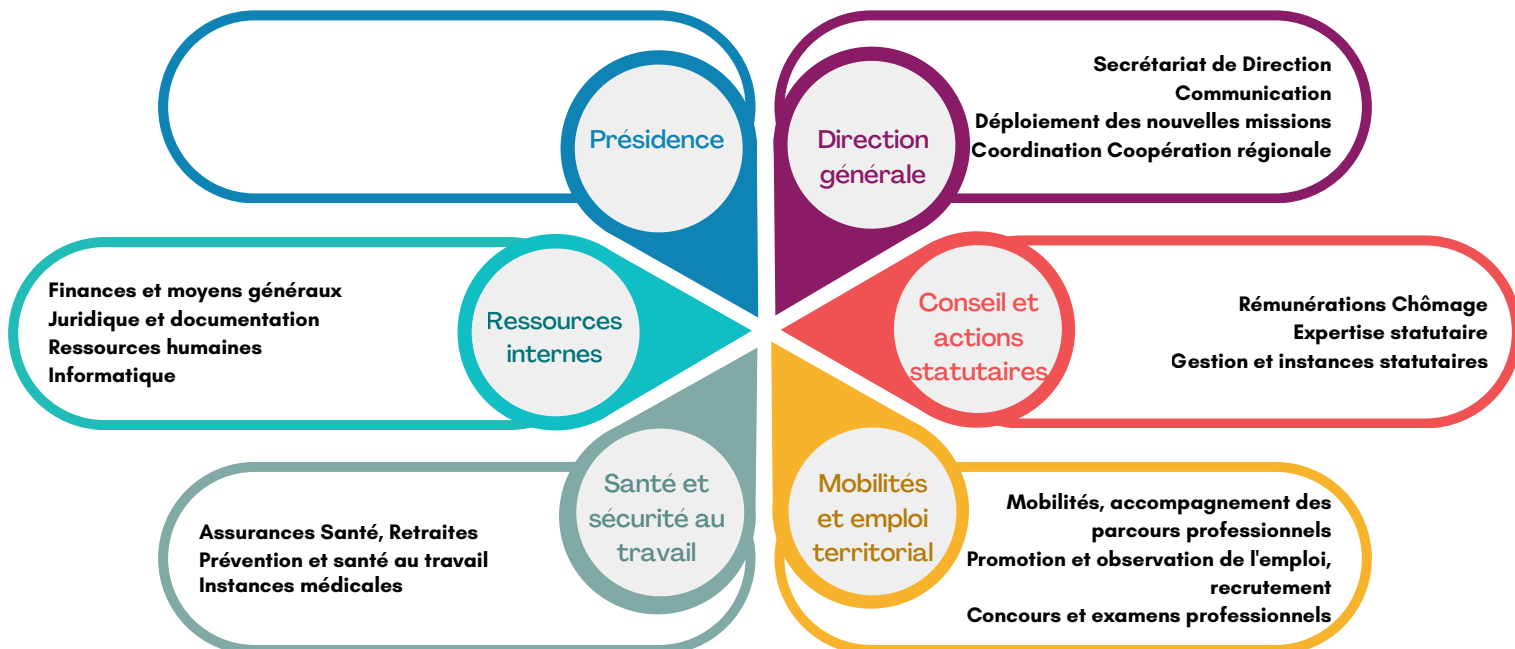 Présidence
Direction
générale
Secrétariat de Direction
Communication
Déploiement des nouvelles missions
Coordination Coopération régionale
Finances et moyens généraux
Juridique et documentation
Ressources humaines
Informatique
Ressources
internes
Conseil et
actions
statutaires
Rémunérations Chômage
Expertise statutaire
Gestion et instances statutaires
Assurances Santé, Retraites
Prévention et santé au travail
Instances médicales
Santé et
sécurité au
travail
Mobilités
et emploi
territorial
Mobilités, accompagnement des
parcours professionnels
Promotion et observation de l'emploi,
recrutement
Concours et examens professionnels